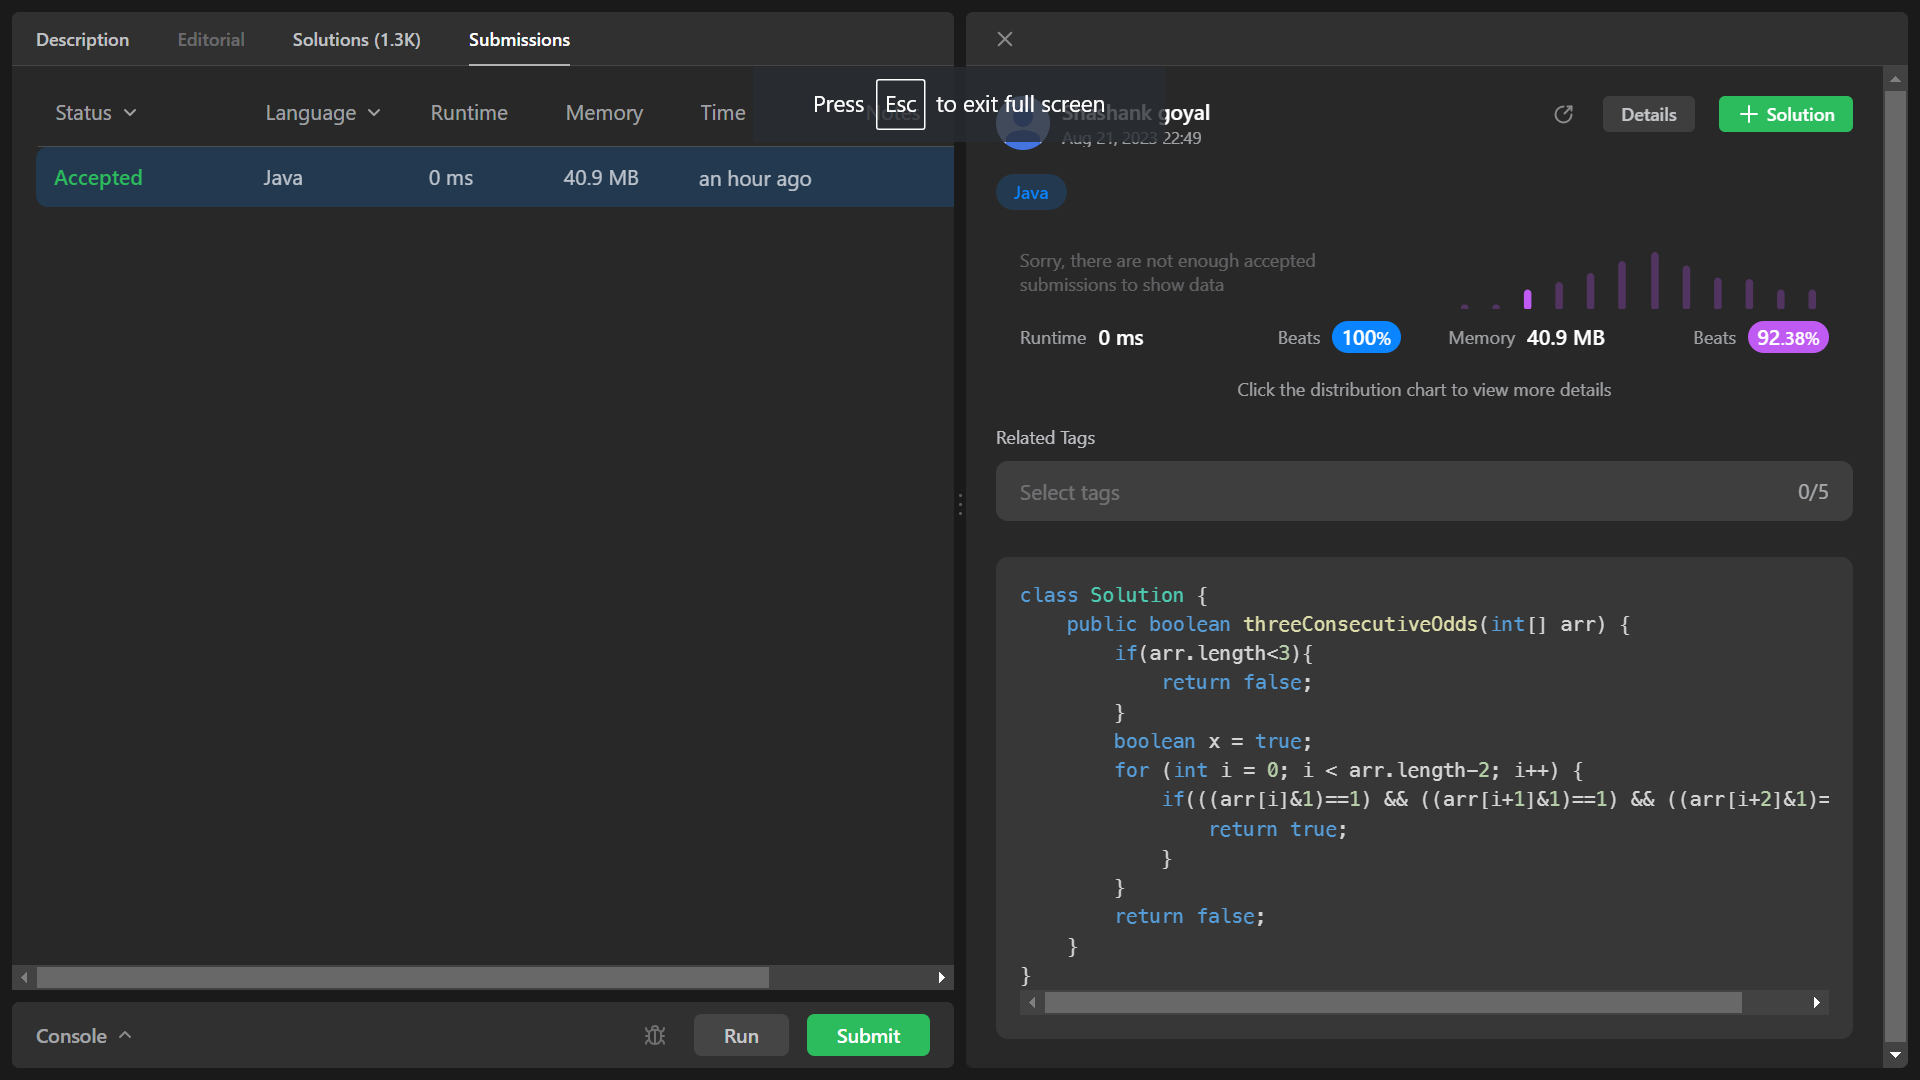 Description Editorial Solutions (1.3K) Submissions
Status Language Runtime Memory Time Notes
Accepted Java 0 ms 40.9 MB an hour ago
Press Esc to exit full screen
Shashank goyal
Aug 21, 2023 22:49
Details
Solution
Java
Sorry, there are not enough accepted
submissions to show data
Runtime 0 ms Beats 100% Memory 40.9 MB Beats 92.38%
Click the distribution chart to view more details
Related Tags
Select tags 0/5
class Solution {
    public boolean threeConsecutiveOdds(int[] arr) {
        if(arr.length<3){
            return false;
        }
        boolean x = true;
        for (int i = 0; i < arr.length-2; i++) {
            if(((arr[i]&1)==1) && ((arr[i+1]&1)==1) && ((arr[i+2]&1)=
                return true;
            }
        }
        return false;
    }
}
Console Run Submit